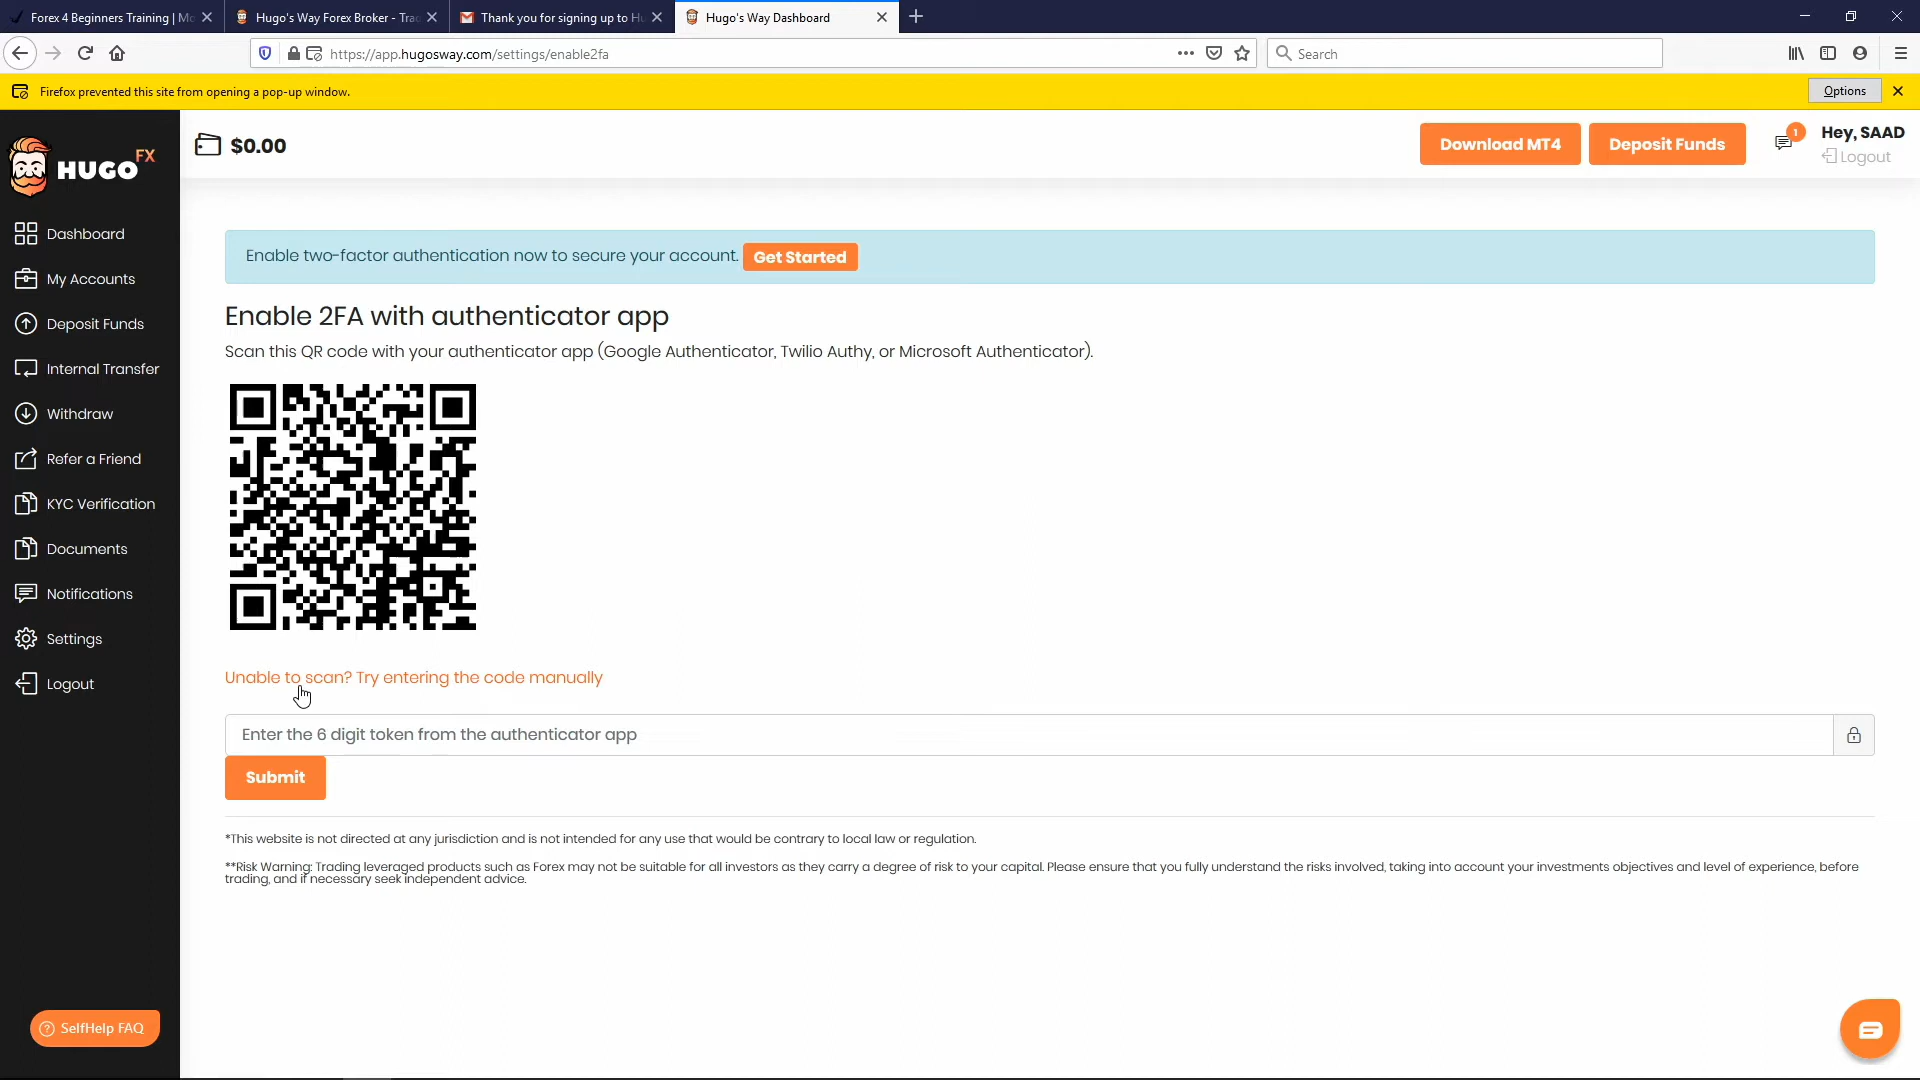 Forex 4 Beginners Training | Mo
Hugo's Way Forex Broker - Trad
Thank you for signing up to Hu
Hugo's Way Dashboard
https://app.hugosway.com/settings/enable2fa
Search
Firefox prevented this site from opening a pop-up window.
Options
HUGO FX
$0.00
Download MT4
Deposit Funds
1
Hey, SAAD
Logout
Dashboard
My Accounts
Deposit Funds
Internal Transfer
Withdraw
Refer a Friend
KYC Verification
Documents
Notifications
Settings
Logout
SelfHelp FAQ
Enable two-factor authentication now to secure your account. Get Started
Enable 2FA with authenticator app
Scan this QR code with your authenticator app (Google Authenticator, Twilio Authy, or Microsoft Authenticator).
Unable to scan? Try entering the code manually
Enter the 6 digit token from the authenticator app
Submit
*This website is not directed at any jurisdiction and is not intended for any use that would be contrary to local law or regulation.
**Risk Warning: Trading leveraged products such as Forex may not be suitable for all investors as they carry a degree of risk to your capital. Please ensure that you fully understand the risks involved, taking into account your investments objectives and level of experience, before
trading, and if necessary seek independent advice.